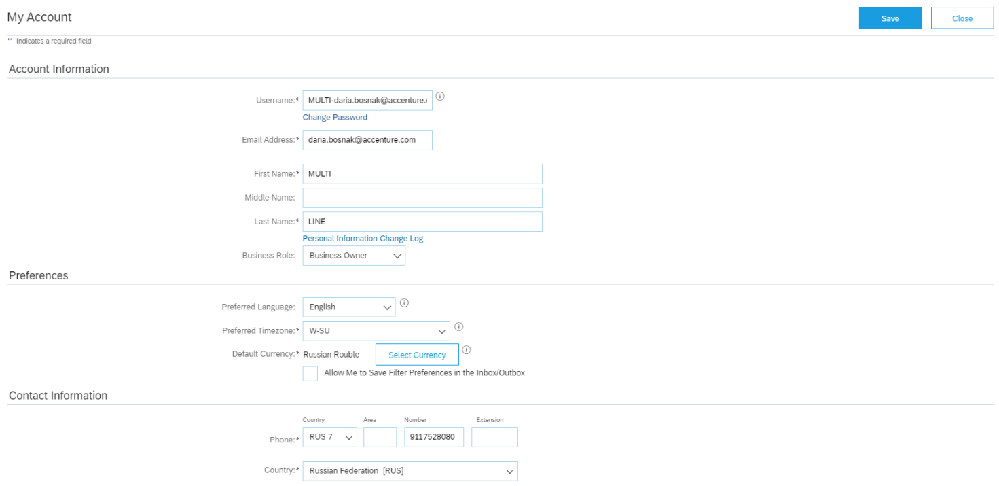 My Account
Save
Close
* Indicates a required field
Account Information
Username:* MULTI-daria.bosnak@accenture.
Change Password
Email Address:* daria.bosnak@accenture.com
First Name:* MULTI
Middle Name:
Last Name:* LINE
Personal Information Change Log
Business Role: Business Owner
Preferences
Preferred Language: English
Preferred Timezone:* W-SU
Default Currency:* Russian Rouble Select Currency
Allow Me to Save Filter Preferences in the Inbox/Outbox
Contact Information
Country Area Number Extension
Phone:* RUS 7 9117528080
Country:* Russian Federation [RUS]